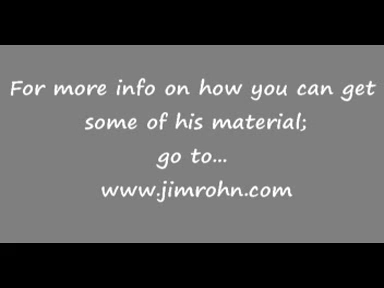 For more info on how you can get
some of his material;
go to...
www.jimrohn.com